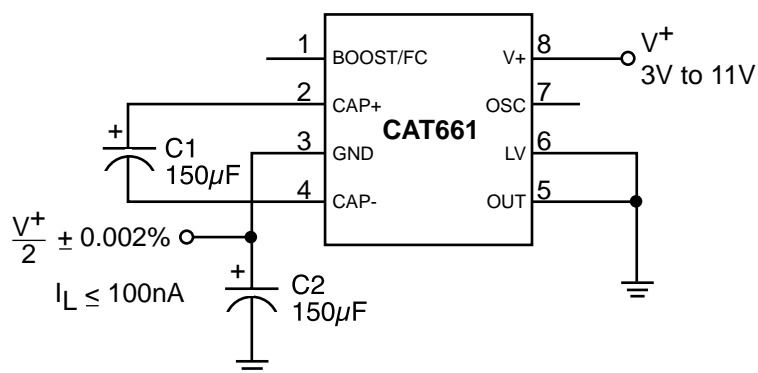 1
BOOST/FC
V+
8
V+
3V to 11V
2
CAP+
OSC
7
CAT661
+
C1
150µF
3
GND
LV
6
4
CAP-
OUT
5
V+
2
± 0.002%
IL ≤ 100nA
+
C2
150µF